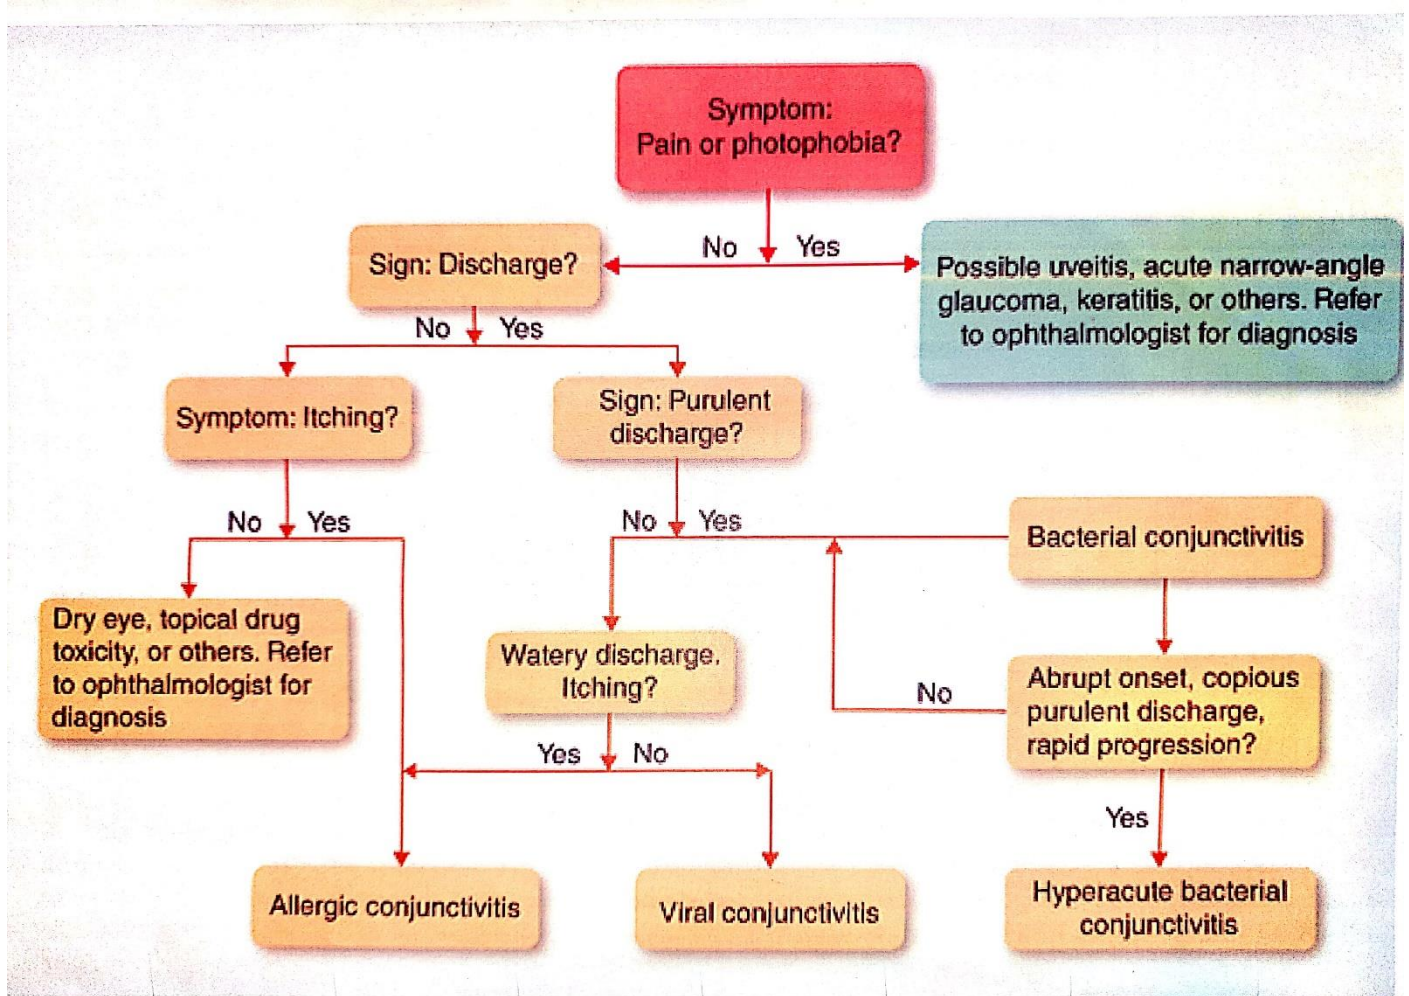 Symptom:
Pain or photophobia?
No
Yes
Sign: Discharge?
Possible uveitis, acute narrow-angle
glaucoma, keratitis, or others. Refer
to ophthalmologist for diagnosis
No
Yes
Symptom: Itching?
Sign: Purulent
discharge?
No
Yes
No
Yes
Bacterial conjunctivitis
Dry eye, topical drug
toxicity, or others. Refer
to ophthalmologist for
diagnosis
Watery discharge.
Itching?
No
Abrupt onset, copious
purulent discharge,
rapid progression?
Yes
No
Yes
Allergic conjunctivitis
Viral conjunctivitis
Hyperacute bacterial
conjunctivitis